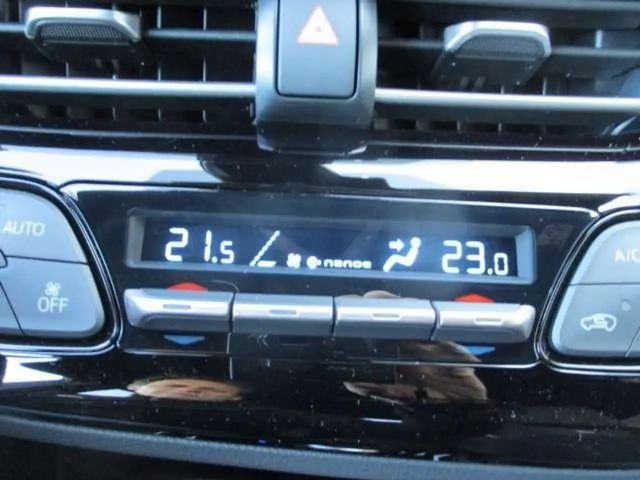 AUTO
OFF
21.5
nanoe
23.0
A/C